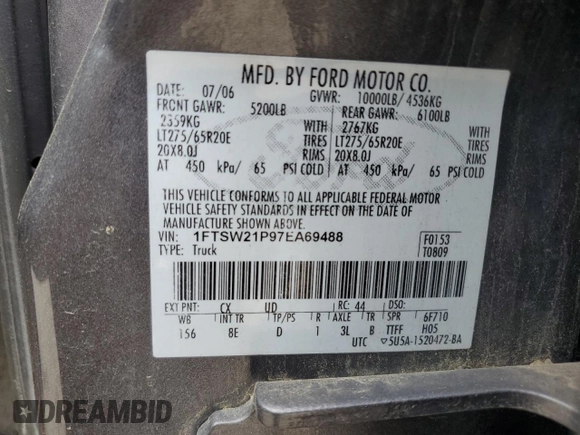 MFD. BY FORD MOTOR CO.
DATE: 07/06 GVWR: 10000LB/ 4536KG
FRONT GAWR: 5200LB REAR GAWR: 6100LB
2359KG WITH 2767KG WITH
LT275/65R20E TIRES LT275/65R20E TIRES
20X8.0J RIMS 20X8.0J RIMS
AT 450 kPa/ 65 PSI COLD AT 450 kPa/ 65 PSI COLD
THIS VEHICLE CONFORMS TO ALL APPLICABLE FEDERAL MOTOR
VEHICLE SAFETY STANDARDS IN EFFECT ON THE DATE OF
MANUFACTURE SHOWN ABOVE.
VIN: 1FTSW21P97EA69488 F0153
TYPE: Truck T0809
EXT PNT: CX UD RC: 44 DSO:
WB INT TR TP/PS R AXLE TR SPR 6F710
156 8E D 1 3L B TTFF H05
UTC ▽5U5A-1520472-BA
DREAMBID